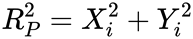 R_P^2 = X_i^2 + Y_i^2